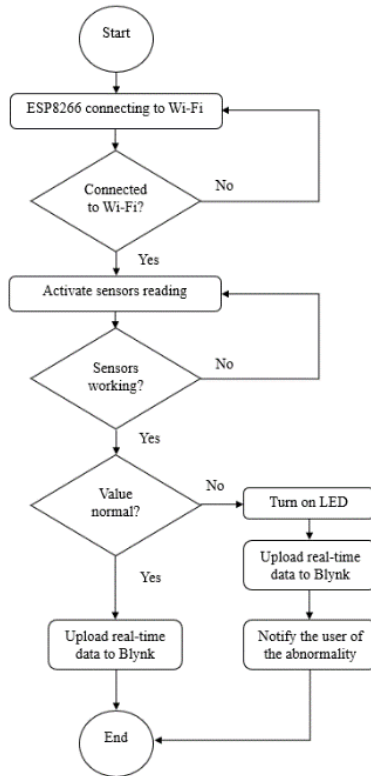 Start
ESP8266 connecting to Wi-Fi
Connected
to Wi-Fi?
No
Yes
Activate sensors reading
Sensors
working?
No
Yes
Value
normal?
No
Turn on LED
Yes
Upload real-time
data to Blynk
Upload real-time
data to Blynk
Notify the user of
the abnormality
End